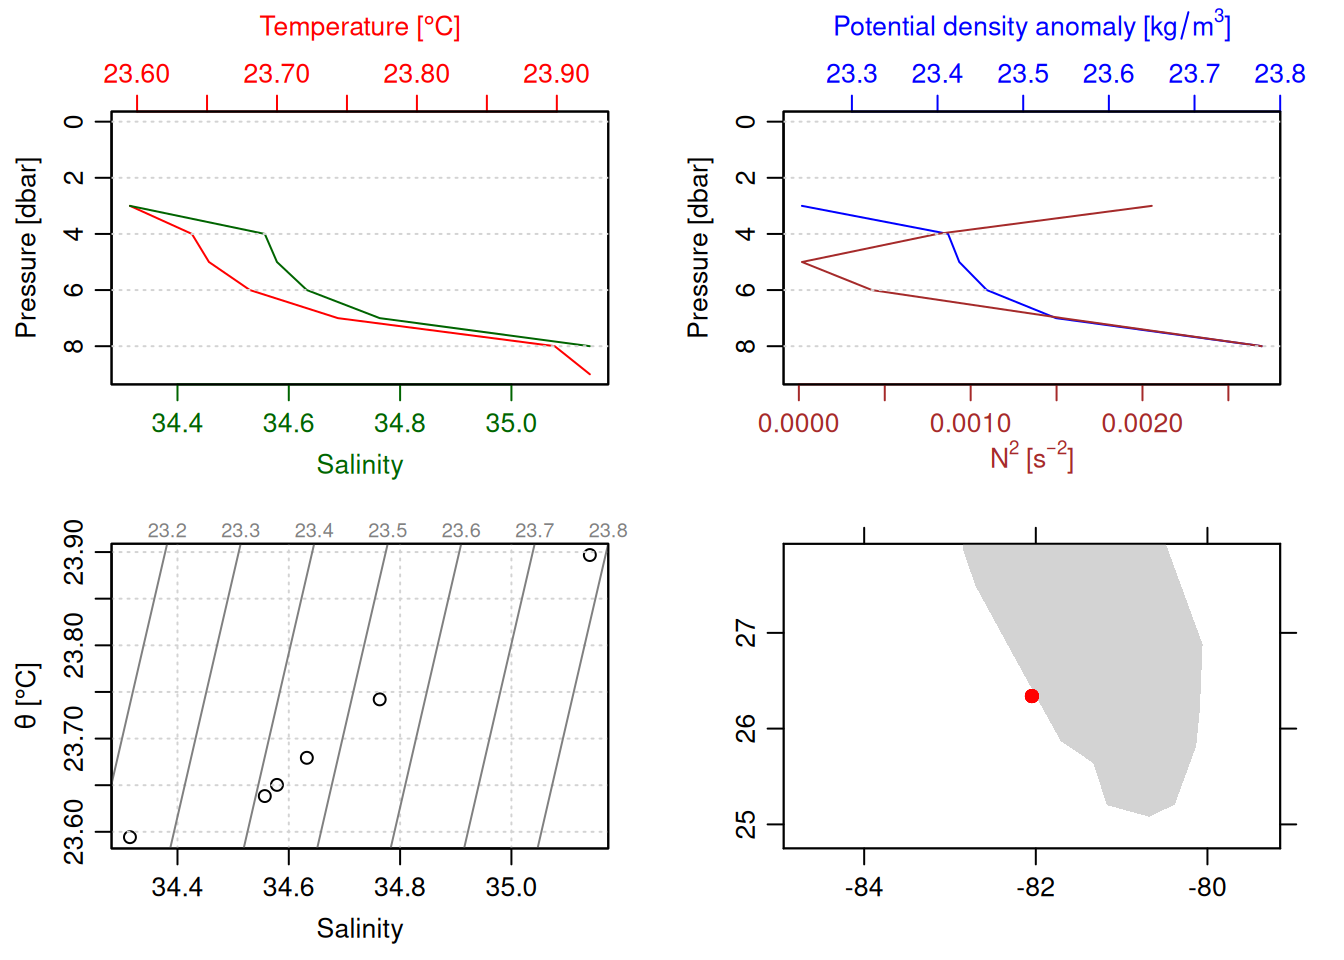 Temperature [°C]
23.60 23.70 23.80 23.90
Pressure [dbar]
0
2
4
6
8
34.4 34.6 34.8 35.0
Salinity
Potential density anomaly [kg/m³]
23.3 23.4 23.5 23.6 23.7 23.8
Pressure [dbar]
0
2
4
6
8
0.0000 0.0010 0.0020
N² [s⁻²]
23.2 23.3 23.4 23.5 23.6 23.7 23.8
θ [°C]
23.90
23.80
23.70
23.60
34.4 34.6 34.8 35.0
Salinity
27
26
25
-84 -82 -80